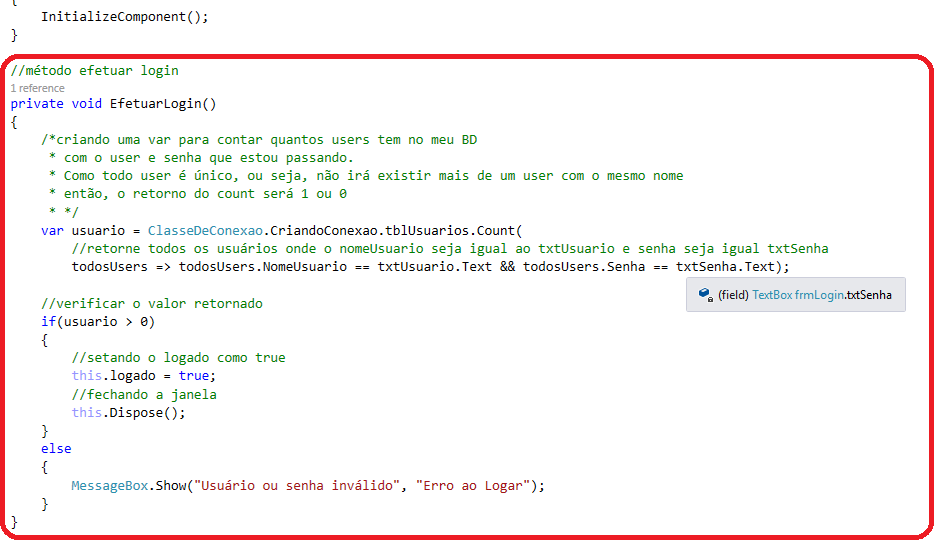 {
InitializeComponent();
}
//método efetuar login
1 reference
private void EfetuarLogin()
{
/*criando uma var para contar quantos users tem no meu BD
* com o user e senha que estou passando.
* Como todo user é único, ou seja, não irá existir mais de um user com o mesmo nome
* então, o retorno do count será 1 ou 0
* */
var usuario = ClasseDeConexao.CriandoConexao.tblUsuarios.Count(
//retorne todos os usuários onde o nomeUsuario seja igual ao txtUsuario e senha seja igual txtSenha
todosUsers => todosUsers.NomeUsuario == txtUsuario.Text && todosUsers.Senha == txtSenha.Text);
(field) TextBox frmLogin.txtSenha
//verificar o valor retornado
if(usuario > 0)
{
//setando o logado como true
this.logado = true;
//fechando a janela
this.Dispose();
}
else
{
MessageBox.Show("Usuário ou senha inválido", "Erro ao Logar");
}
}